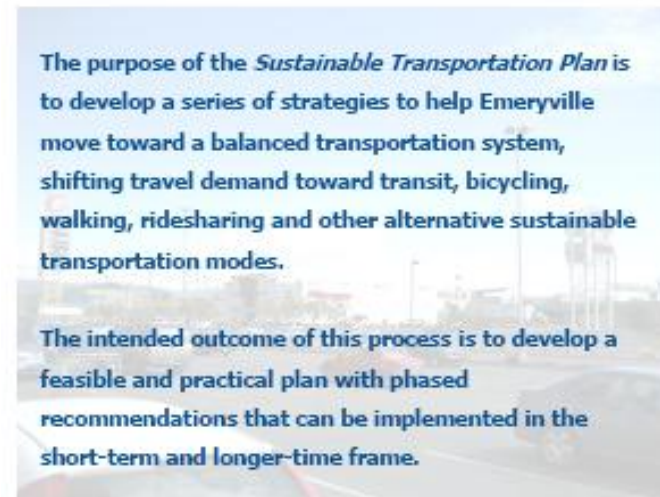 The purpose of the Sustainable Transportation Plan is
to develop a series of strategies to help Emeryville
move toward a balanced transportation system,
shifting travel demand toward transit, bicycling,
walking, ridesharing and other alternative sustainable
transportation modes.
The intended outcome of this process is to develop a
feasible and practical plan with phased
recommendations that can be implemented in the
short-term and longer-time frame.